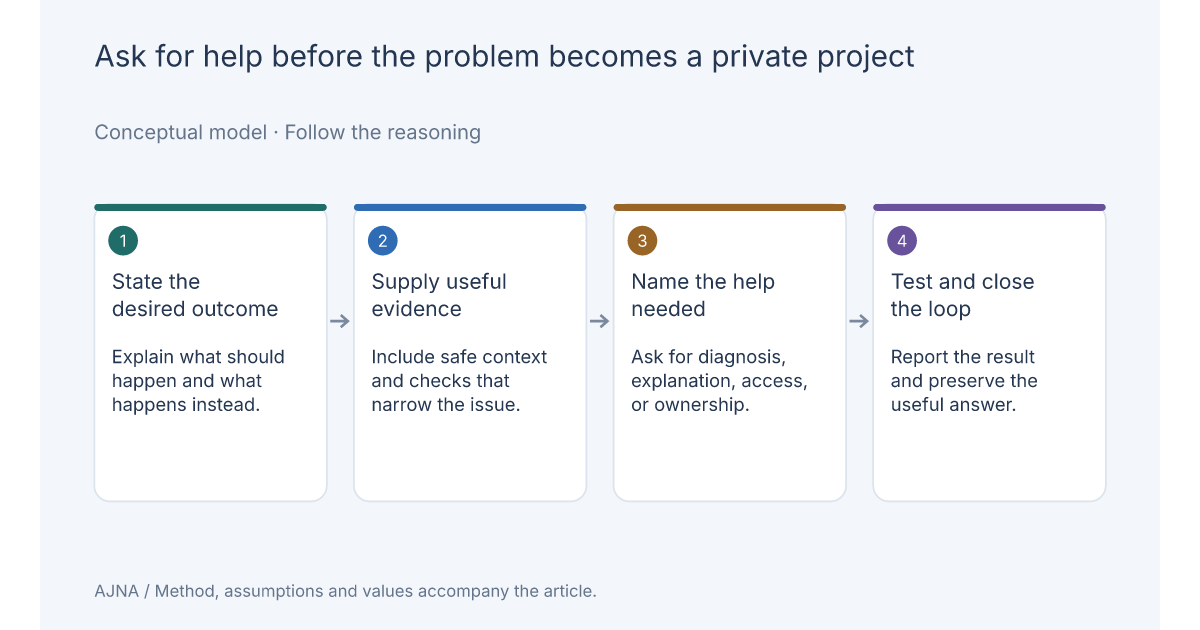 Ask for help before the problem becomes a private project
Conceptual model · Follow the reasoning
1
State the
desired outcome
Explain what should
happen and what
happens instead.
2
Supply useful
evidence
Include safe context
and checks that
narrow the issue.
3
Name the help
needed
Ask for diagnosis,
explanation, access,
or ownership.
4
Test and close
the loop
Report the result
and preserve the
useful answer.
AJNA / Method, assumptions and values accompany the article.